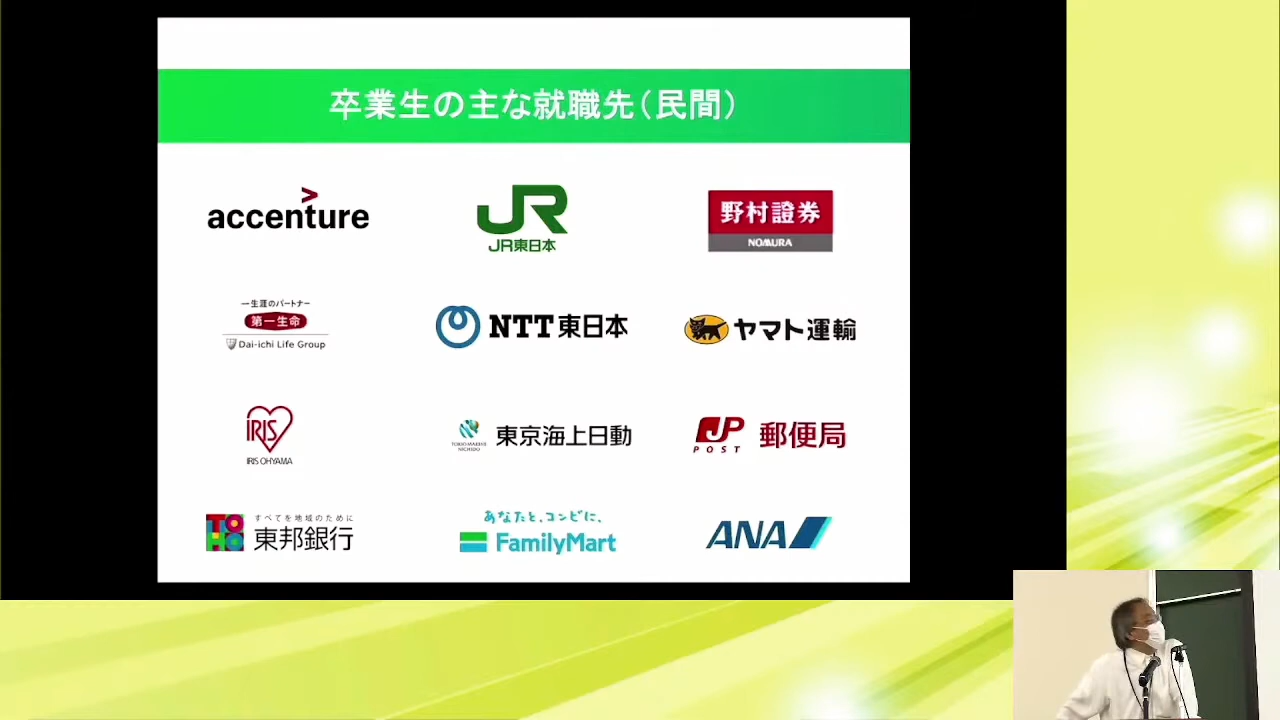 卒業生の主な就職先（民間）
accenture
JR東日本
野村證券
NOMURA
一生涯のパートナー
第一生命
Dai-ichi Life Group
NTT東日本
ヤマト運輸
IRIS
IRIS OHYAMA
TOKIO MARINE
NICHIDO
東京海上日動
JP
POST
郵便局
TOHO
すべてを地域のために
東邦銀行
あなたと、コンビに、
FamilyMart
ANA